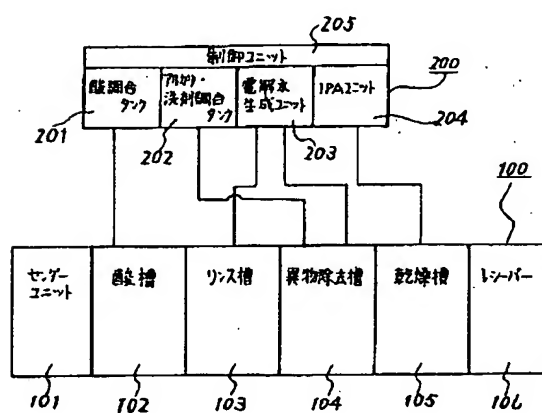 205
制御ユニット
200
酸調合
タンク
アルカリ・
洗剤調合
タンク
電解水
生成ユニット
IPAユニット
201
202
203
204
100
センダー
ユニット
酸槽
リンス槽
異物除去槽
乾燥槽
レシーバー
101
102
103
104
105
106